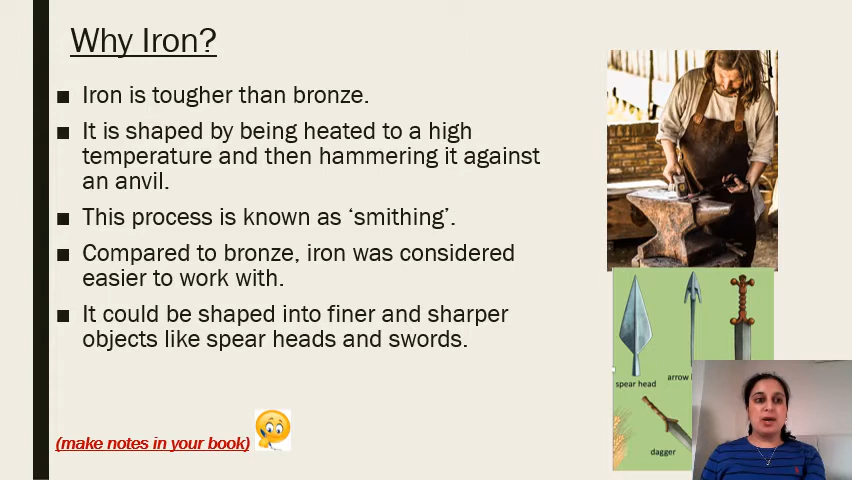 Why Iron?
Iron is tougher than bronze.
It is shaped by being heated to a high
temperature and then hammering it against
an anvil.
This process is known as ‘smithing’.
Compared to bronze, iron was considered
easier to work with.
It could be shaped into finer and sharper
objects like spear heads and swords.
spear head
arrow
dagger
(make notes in your book)